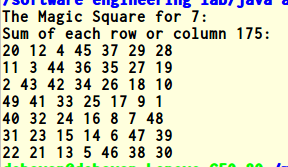 /software engineering lab/java a
The Magic Square for 7:
Sum of each row or column 175:
20 12 4 45 37 29 28
11 3 44 36 35 27 19
2 43 42 34 26 18 10
49 41 33 25 17 9 1
40 32 24 16 8 7 48
31 23 15 14 6 47 39
22 21 13 5 46 38 30